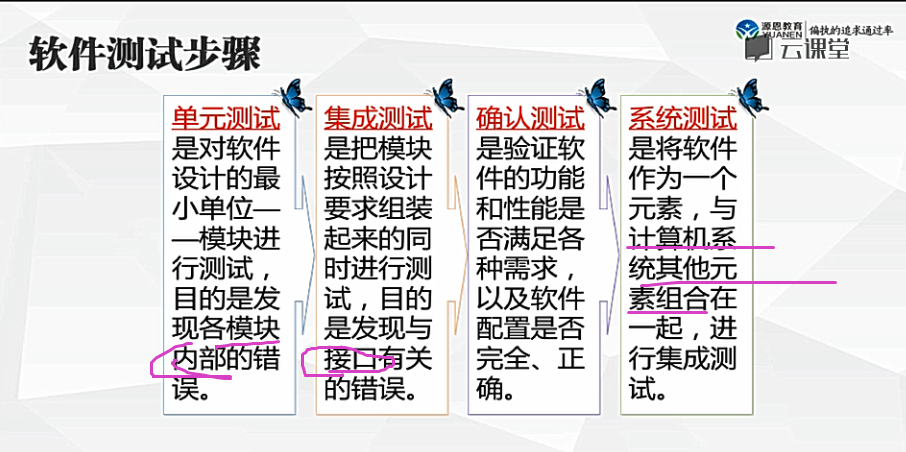 源恩教育
YUANEN
偏执的追求通过率
云课堂
软件测试步骤
单元测试
是对软件
设计的最
小单位—
—模块进
行测试，
目的是发
现各模块
内部的错
误。
集成测试
是把模块
按照设计
要求组装
起来的同
时进行测
试，目的
是发现与
接口有关
的错误。
确认测试
是验证软
件的功能
和性能是
否满足各
种需求，
以及软件
配置是否
完全、正
确。
系统测试
是将软件
作为一个
元素，与
计算机系
统其他元
素组合在
一起，进
行集成测
试。